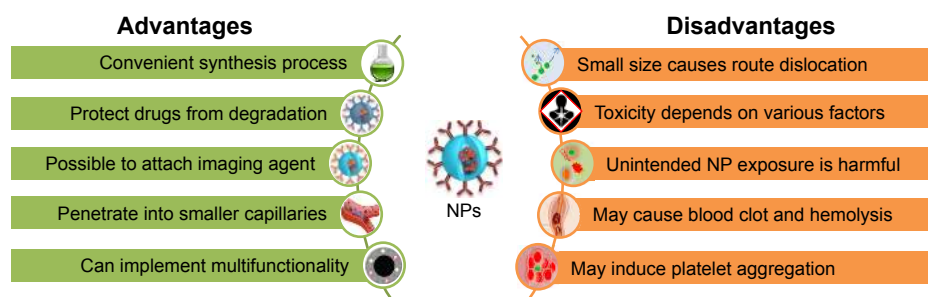 Advantages
Convenient synthesis process
Protect drugs from degradation
Possible to attach imaging agent
Penetrate into smaller capillaries
Can implement multifunctionality
NPs
Disadvantages
Small size causes route dislocation
Toxicity depends on various factors
Unintended NP exposure is harmful
May cause blood clot and hemolysis
May induce platelet aggregation